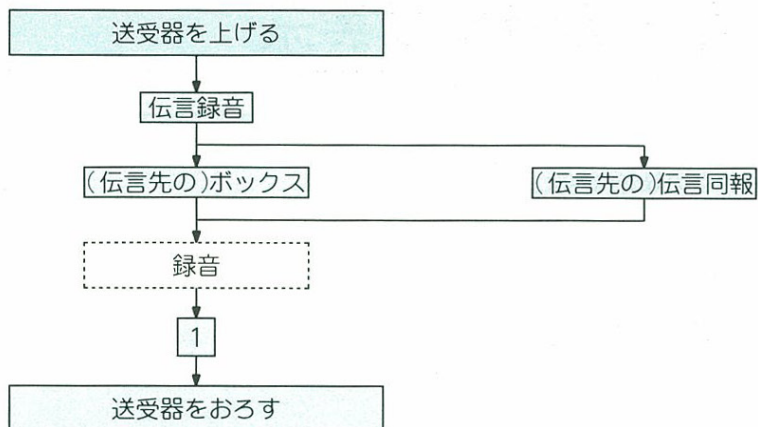 送受器を上げる
伝言録音
(伝言先の)ボックス
(伝言先の)伝言同報
録音
1
送受器をおろす